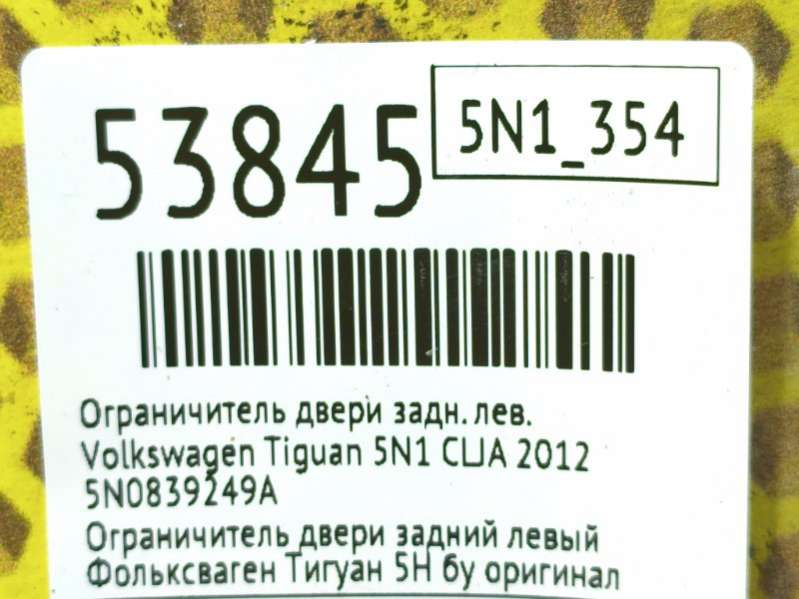 53845
5N1_354
Ограничитель двери задн. лев.
Volkswagen Tiguan 5N1 США 2012
5N0839249A
Ограничитель двери задний левый
Фольксваген Тигуан 5Н бу оригинал